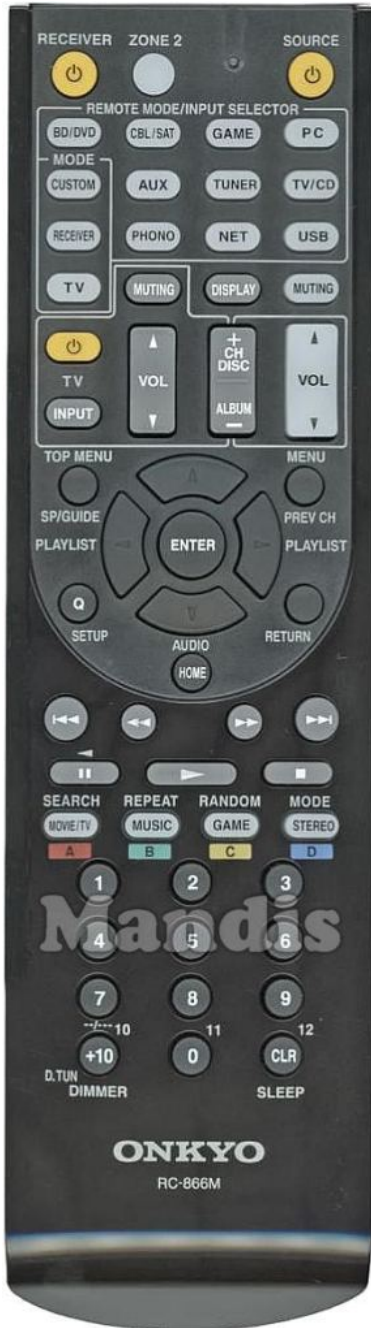 RECEIVER ZONE 2 SOURCE
REMOTE MODE/INPUT SELECTOR
BD/DVD CBL/SAT GAME PC
MODE
CUSTOM AUX TUNER TV/CD
RECEIVER PHONO NET USB
TV MUTING DISPLAY MUTING
+
CH
DISC
TV VOL VOL
INPUT ALBUM
-
TOP MENU MENU
SP/GUIDE PREV CH
PLAYLIST ENTER PLAYLIST
Q
SETUP AUDIO RETURN
HOME
SEARCH REPEAT RANDOM MODE
MOVIE/TV MUSIC GAME STEREO
A B C D
1 2 3
Mandis
4 5 6
7 8 9
--/--- 10 11 12
+10 0 CLR
D.TUN
DIMMER SLEEP
ONKYO
RC-866M